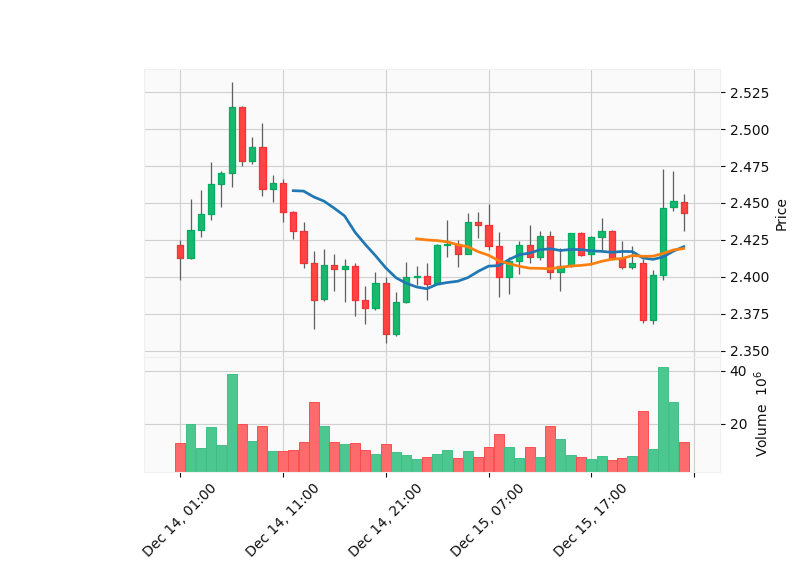 2.525
2.500
2.475
2.450
2.425
2.400
2.375
2.350
Price
40
20
Volume 10⁶
Dec 14, 01:00
Dec 14, 11:00
Dec 14, 21:00
Dec 15, 07:00
Dec 15, 17:00